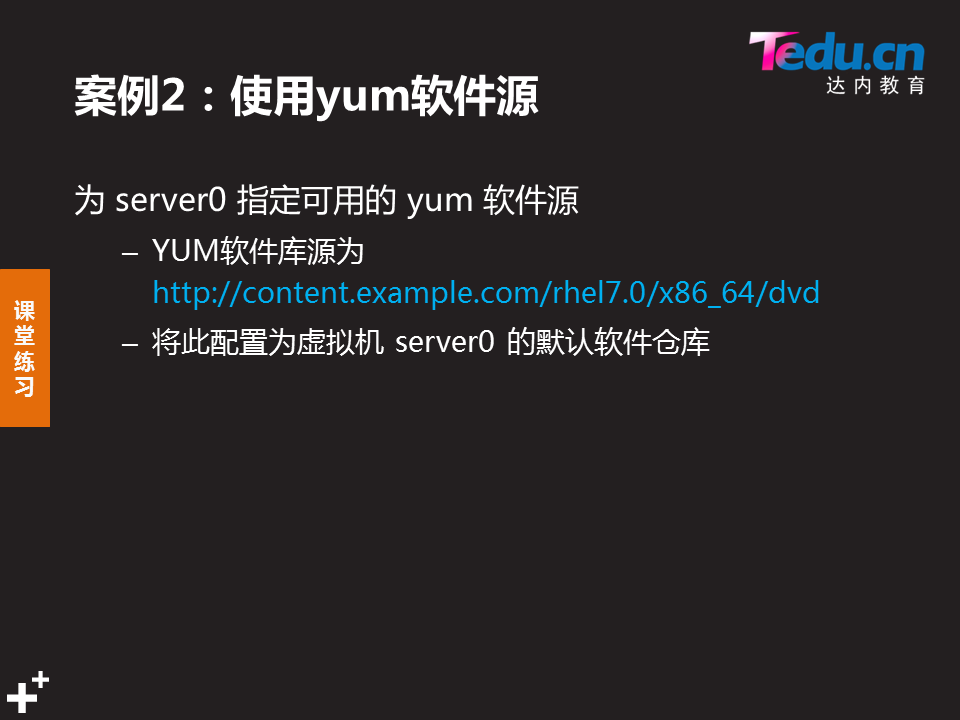 Tedu.cn
达内教育
案例2：使用yum软件源
为 server0 指定可用的 yum 软件源
– YUM软件库源为
http://content.example.com/rhel7.0/x86_64/dvd
– 将此配置为虚拟机 server0 的默认软件仓库
课
堂
练
习